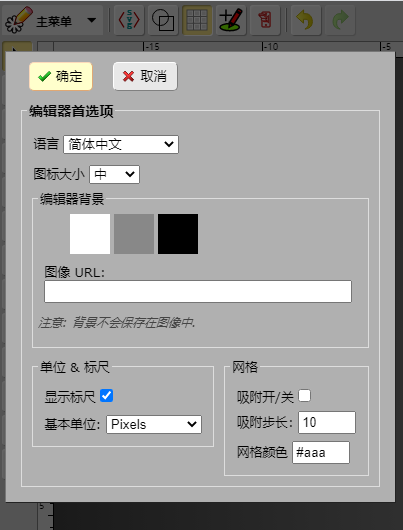 主菜单
-15
-10
-5
确定
取消
编辑器首选项
语言 简体中文
图标大小 中
编辑器背景
图像 URL:
注意: 背景不会保存在图像中.
单位 & 标尺
显示标尺
基本单位: Pixels
网格
吸附开/关
吸附步长: 10
网格颜色 #aaa
5